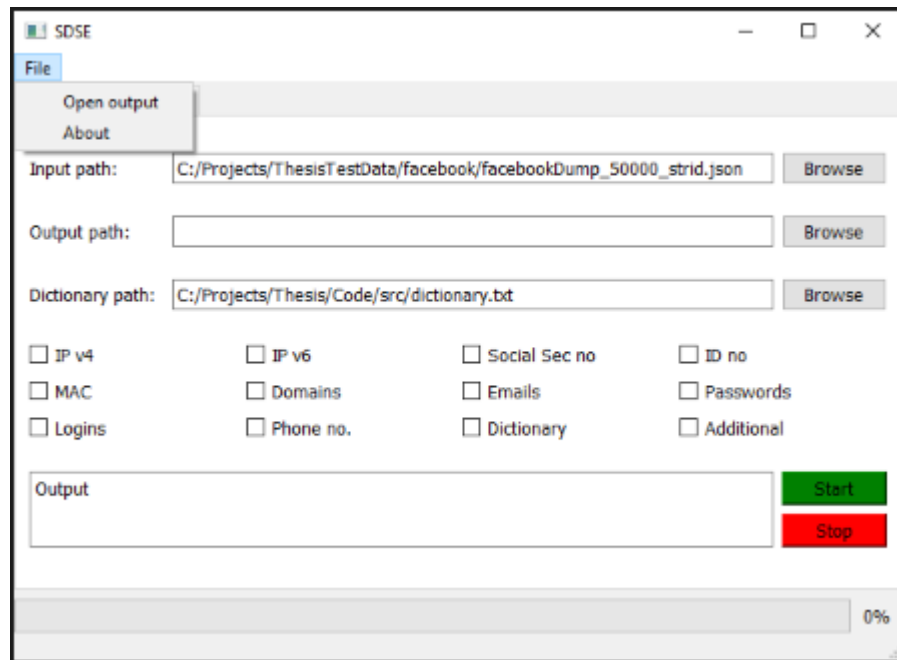 SDSE
File
Open output
About
Input path: C:/Projects/ThesisTestData/facebook/facebookDump_50000_strid.json Browse
Output path: Browse
Dictionary path: C:/Projects/Thesis/Code/src/dictionary.txt Browse
IP v4 IP v6 Social Sec no ID no
MAC Domains Emails Passwords
Logins Phone no. Dictionary Additional
Output Start
Stop
0%